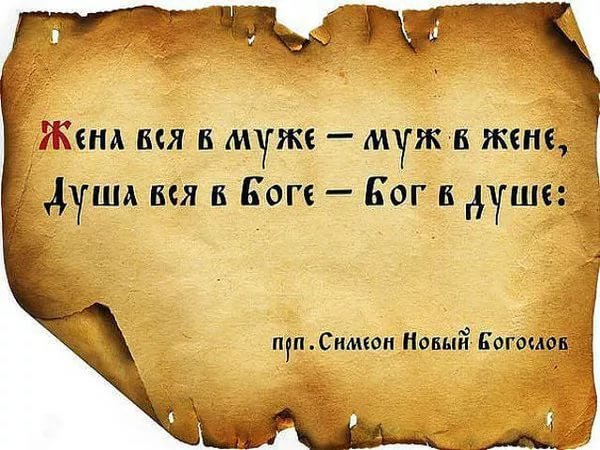 Жена вся в муже – муж в жене,
Душа вся в Боге – Бог в душе:
прп. Симеон Новый Богослов